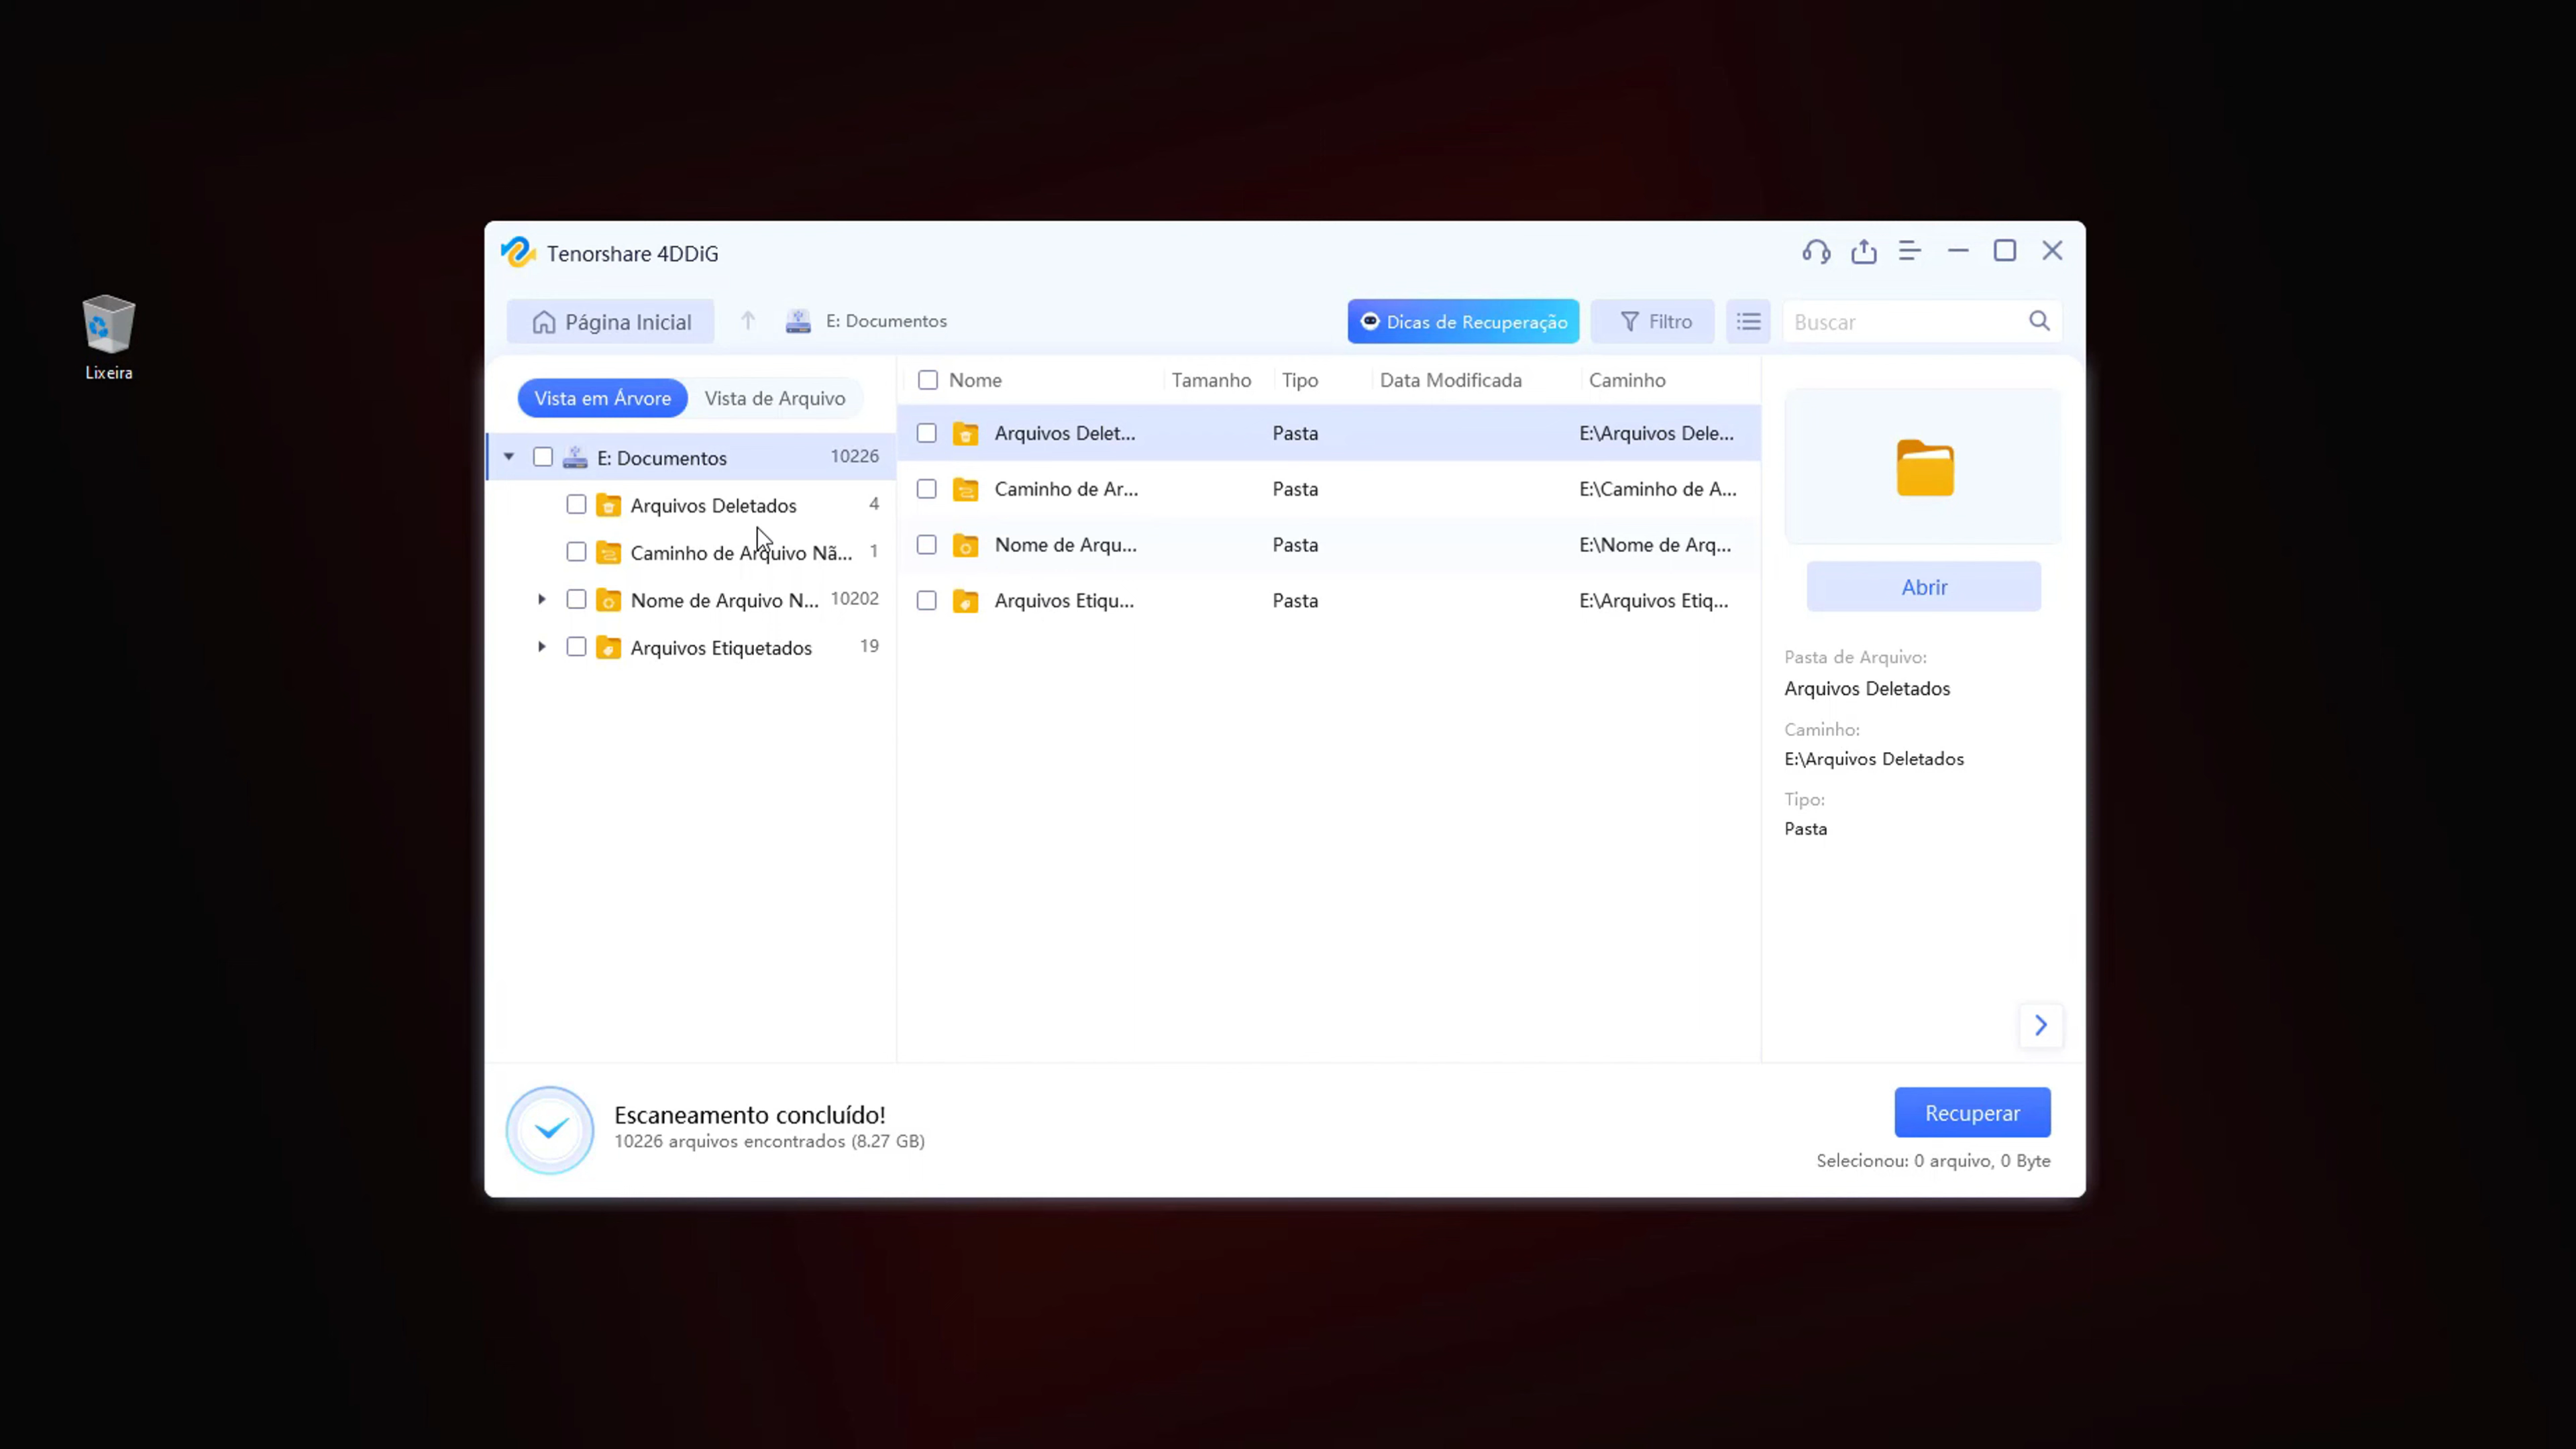 Lixeira
Tenorshare 4DDiG
Página Inicial
E: Documentos
Dicas de Recuperação
Filtro
Buscar
Vista em Árvore
Vista de Arquivo
E: Documentos 10226
Arquivos Deletados 4
Caminho de Arquivo Nã... 1
Nome de Arquivo N... 10202
Arquivos Etiquetados 19
Nome Tamanho Tipo Data Modificada Caminho
Arquivos Delet... Pasta E:\Arquivos Dele...
Caminho de Ar... Pasta E:\Caminho de A...
Nome de Arqu... Pasta E:\Nome de Arq...
Arquivos Etiqu... Pasta E:\Arquivos Etiq...
Abrir
Pasta de Arquivo:
Arquivos Deletados
Caminho:
E:\Arquivos Deletados
Tipo:
Pasta
Escaneamento concluído!
10226 arquivos encontrados (8.27 GB)
Recuperar
Selecionou: 0 arquivo, 0 Byte